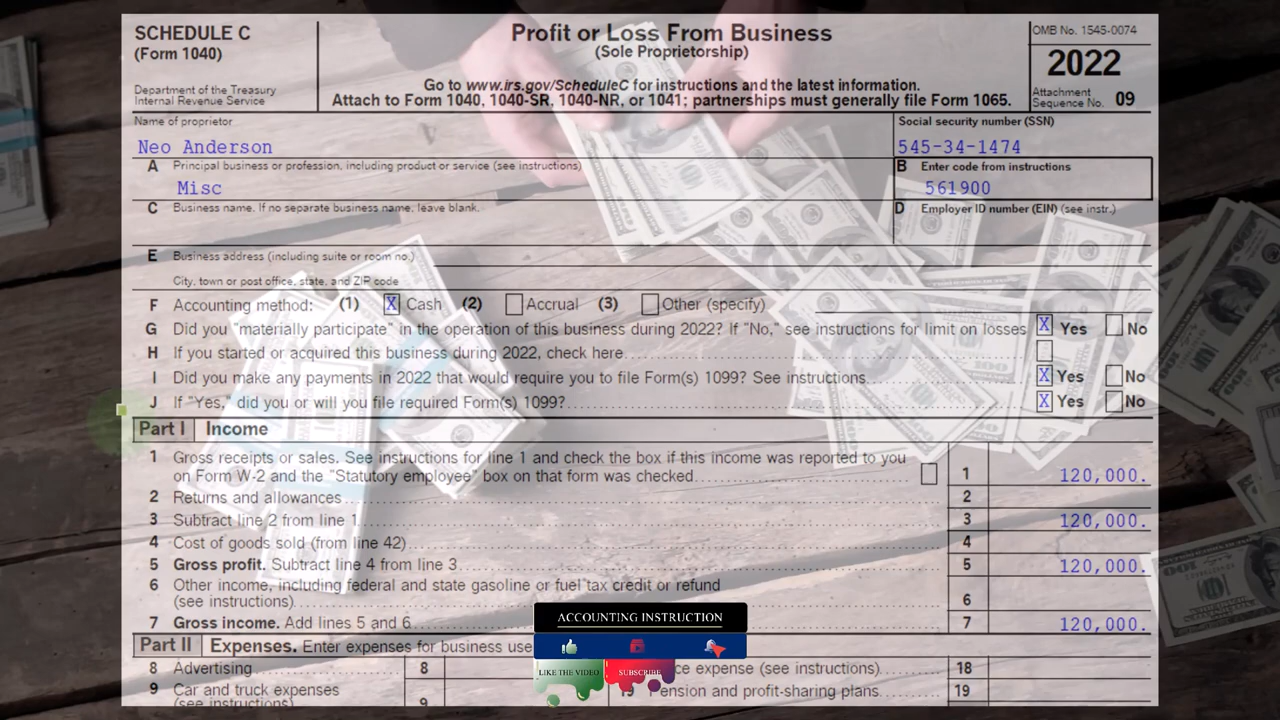 SCHEDULE C
(Form 1040)
Department of the Treasury
Internal Revenue Service
Profit or Loss From Business
(Sole Proprietorship)
Go to www.irs.gov/ScheduleC for instructions and the latest information.
Attach to Form 1040, 1040-SR, 1040-NR, or 1041; partnerships must generally file Form 1065.
OMB No. 1545-0074
2022
Attachment
Sequence No. 09
Name of proprietor
Neo Anderson
Social security number (SSN)
545-34-1474
A Principal business or profession, including product or service (see instructions)
Misc
B Enter code from instructions
561900
C Business name. If no separate business name, leave blank.
D Employer ID number (EIN) (see instr.)
E Business address (including suite or room no.)
City, town or post office, state, and ZIP code
F Accounting method: (1) X Cash (2) Accrual (3) Other (specify)
G Did you "materially participate" in the operation of this business during 2022? If "No," see instructions for limit on losses X Yes No
H If you started or acquired this business during 2022, check here
I Did you make any payments in 2022 that would require you to file Form(s) 1099? See instructions X Yes No
J If "Yes," did you or will you file required Form(s) 1099? X Yes No
Part I Income
1 Gross receipts or sales. See instructions for line 1 and check the box if this income was reported to you
on Form W-2 and the "Statutory employee" box on that form was checked 1 120,000.
2 Returns and allowances 2
3 Subtract line 2 from line 1 3 120,000.
4 Cost of goods sold (from line 42) 4
5 Gross profit. Subtract line 4 from line 3 5 120,000.
6 Other income, including federal and state gasoline or fuel tax credit or refund
(see instructions) 6
7 Gross income. Add lines 5 and 6 7 120,000.
Part II Expenses. Enter expenses for business use
8 Advertising 8
ce expense (see instructions) 18
9 Car and truck expenses
(see instructions) 9
Pension and profit-sharing plans 19
ACCOUNTING INSTRUCTION
LIKE THE VIDEO
SUBSCRIBE